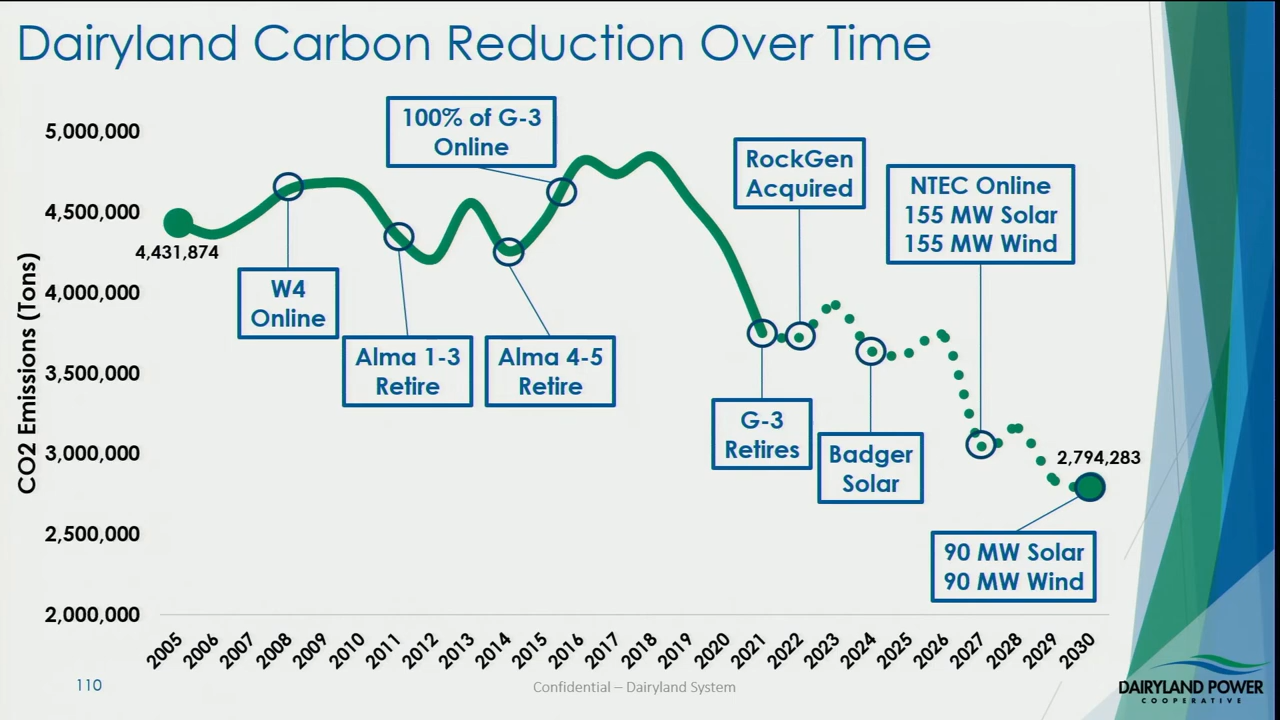 Dairyland Carbon Reduction Over Time
CO2 Emissions (Tons)
5,000,000
4,500,000
4,000,000
3,500,000
3,000,000
2,500,000
2,000,000
4,431,874
W4
Online
Alma 1-3
Retire
100% of G-3
Online
Alma 4-5
Retire
G-3
Retires
RockGen
Acquired
Badger
Solar
NTEC Online
155 MW Solar
155 MW Wind
2,794,283
90 MW Solar
90 MW Wind
2005 2006 2007 2008 2009 2010 2011 2012 2013 2014 2015 2016 2017 2018 2019 2020 2021 2022 2023 2024 2025 2026 2027 2028 2029 2030
110
Confidential – Dairyland System
DAIRYLAND POWER
COOPERATIVE